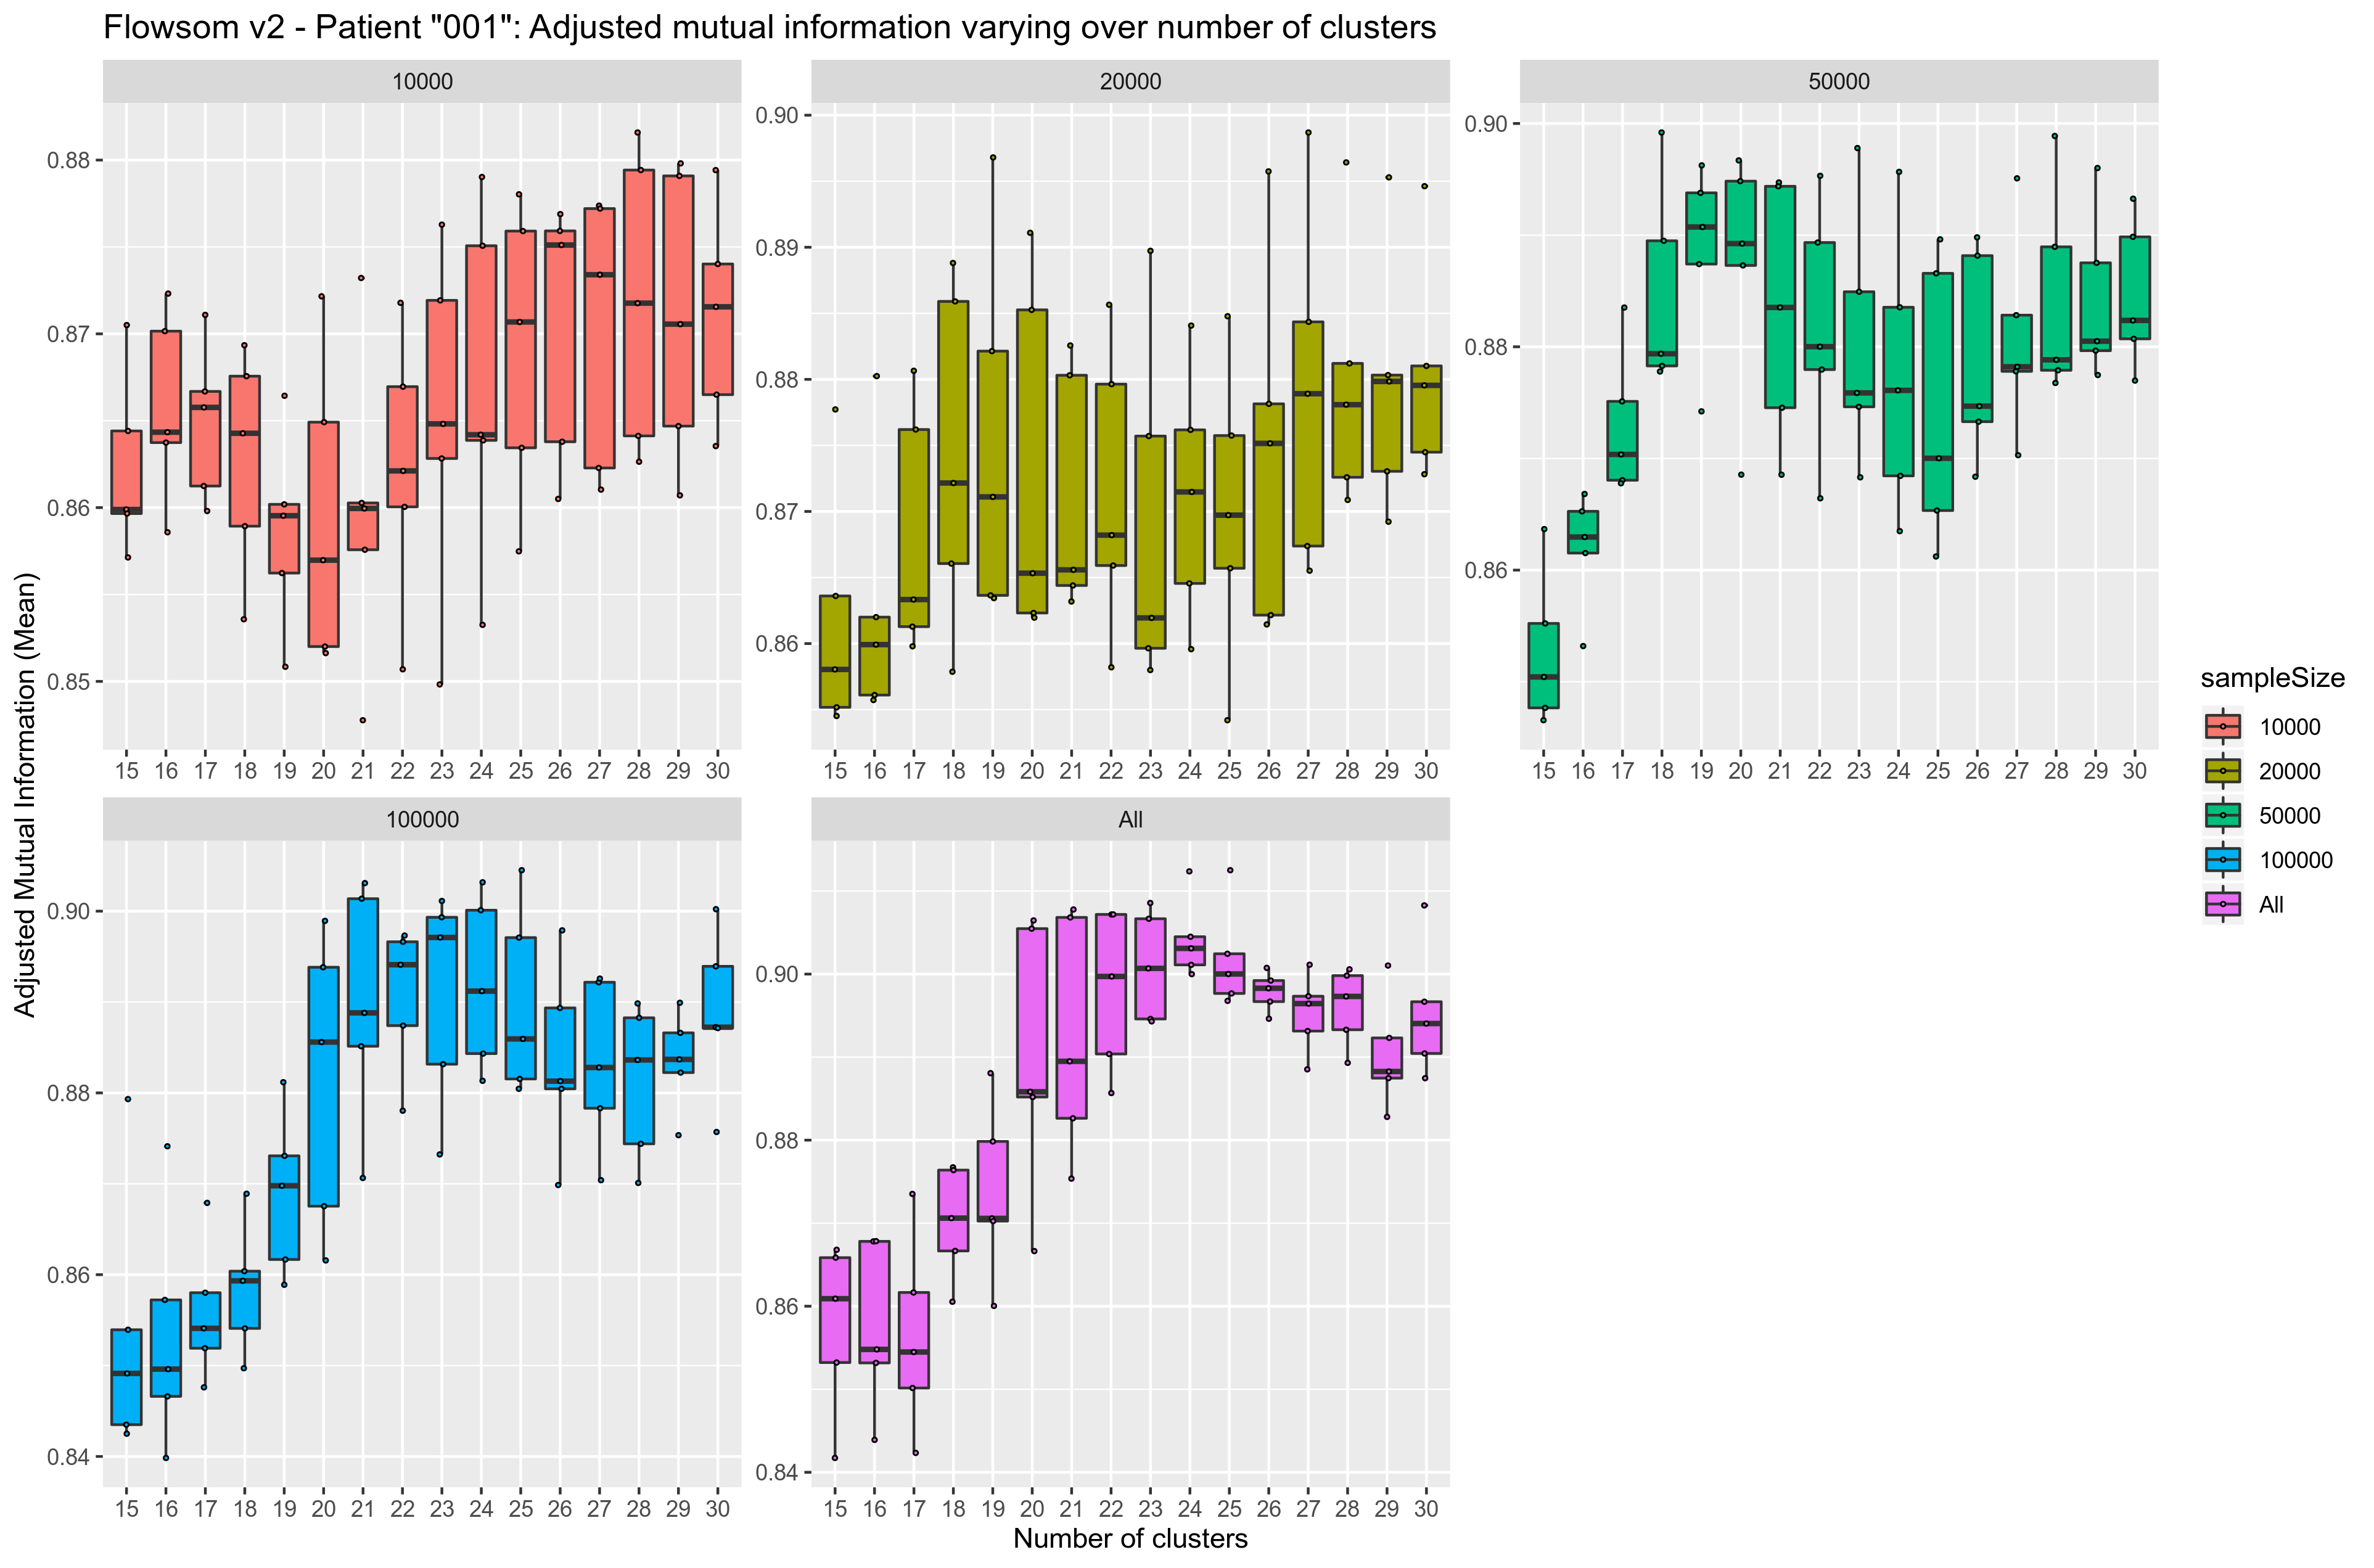 Flowsom v2 - Patient "001": Adjusted mutual information varying over number of clusters
Adjusted Mutual Information (Mean)
10000
0.88
0.87
0.86
0.85
15 16 17 18 19 20 21 22 23 24 25 26 27 28 29 30
20000
0.90
0.89
0.88
0.87
0.86
15 16 17 18 19 20 21 22 23 24 25 26 27 28 29 30
50000
0.90
0.88
0.86
15 16 17 18 19 20 21 22 23 24 25 26 27 28 29 30
100000
0.90
0.88
0.86
0.84
15 16 17 18 19 20 21 22 23 24 25 26 27 28 29 30
All
0.90
0.88
0.86
0.84
15 16 17 18 19 20 21 22 23 24 25 26 27 28 29 30
Number of clusters
sampleSize
10000
20000
50000
100000
All